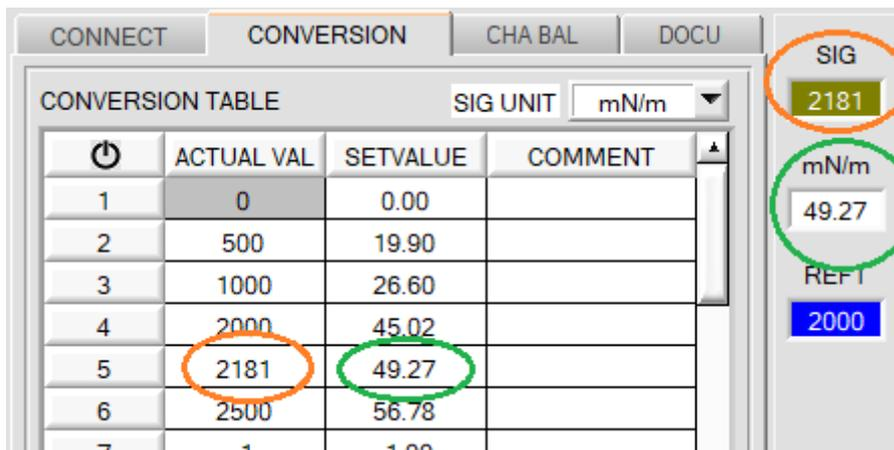 CONNECT CONVERSION CHA BAL DOCU
SIG
2181
mN/m
49.27
REF1
2000
CONVERSION TABLE SIG UNIT mN/m
ACTUAL VAL SETVALUE COMMENT
1 0 0.00
2 500 19.90
3 1000 26.60
4 2000 45.02
5 2181 49.27
6 2500 56.78